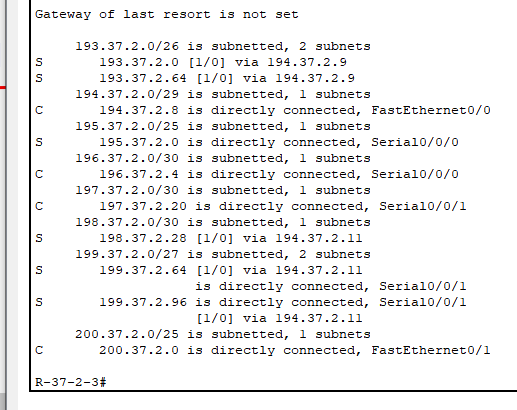 Gateway of last resort is not set
193.37.2.0/26 is subnetted, 2 subnets
S 193.37.2.0 [1/0] via 194.37.2.9
S 193.37.2.64 [1/0] via 194.37.2.9
194.37.2.0/29 is subnetted, 1 subnets
C 194.37.2.8 is directly connected, FastEthernet0/0
195.37.2.0/25 is subnetted, 1 subnets
S 195.37.2.0 is directly connected, Serial0/0/0
196.37.2.0/30 is subnetted, 1 subnets
C 196.37.2.4 is directly connected, Serial0/0/0
197.37.2.0/30 is subnetted, 1 subnets
C 197.37.2.20 is directly connected, Serial0/0/1
198.37.2.0/30 is subnetted, 1 subnets
S 198.37.2.28 [1/0] via 194.37.2.11
199.37.2.0/27 is subnetted, 2 subnets
S 199.37.2.64 [1/0] via 194.37.2.11
is directly connected, Serial0/0/1
S 199.37.2.96 is directly connected, Serial0/0/1
[1/0] via 194.37.2.11
200.37.2.0/25 is subnetted, 1 subnets
C 200.37.2.0 is directly connected, FastEthernet0/1
R-37-2-3#